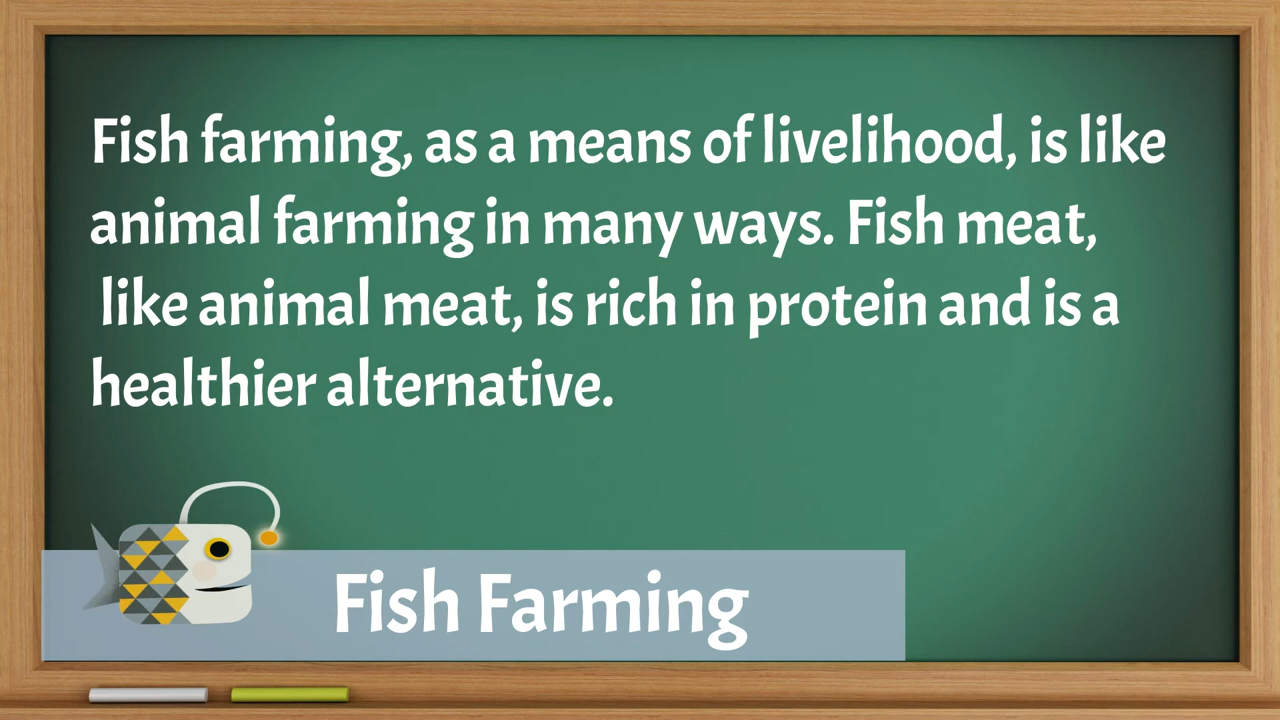 Fish farming, as a means of livelihood, is like
animal farming in many ways. Fish meat,
like animal meat, is rich in protein and is a
healthier alternative.
Fish Farming